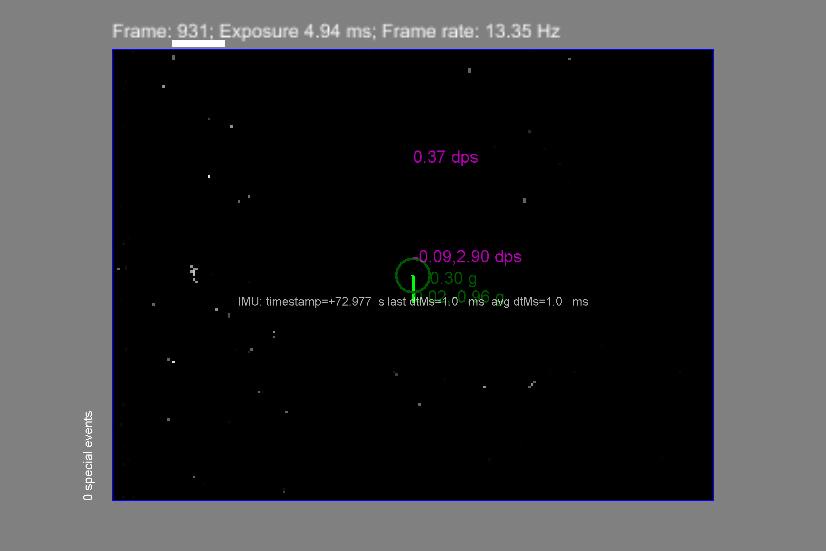 Frame: 931; Exposure 4.94 ms; Frame rate: 13.35 Hz
0.37 dps
-0.09,2.90 dps
0.30 g
0.96 g
IMU: timestamp=+72.977 s last dtMs=1.0 ms avg dtMs=1.0 ms
0 special events